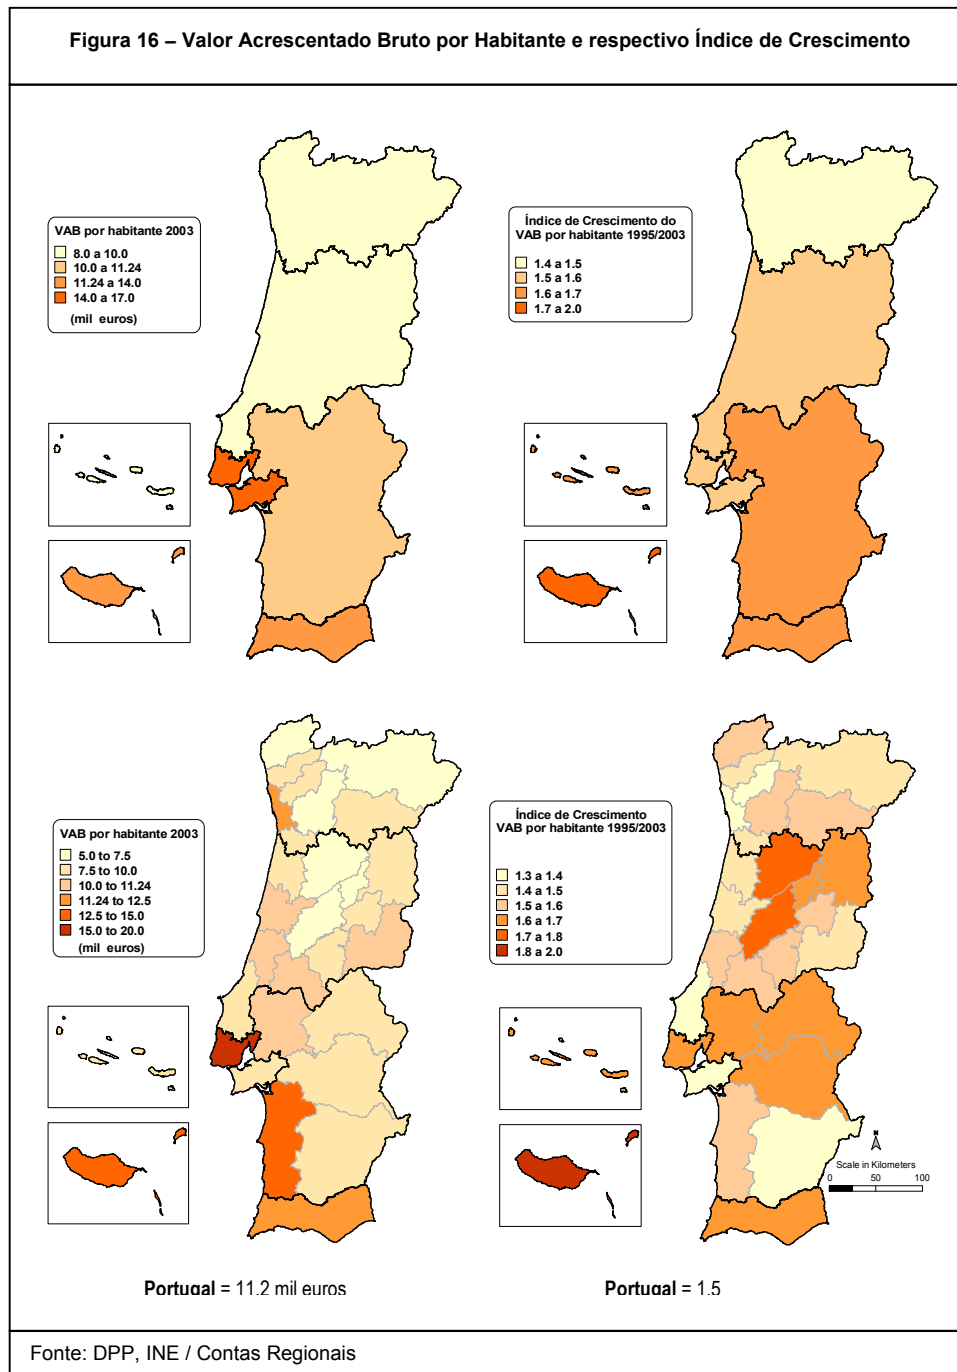 Figura 16 – Valor Acrescentado Bruto por Habitante e respectivo Índice de Crescimento
VAB por habitante 2003
8.0 a 10.0
10.0 a 11.24
11.24 a 14.0
14.0 a 17.0
(mil euros)
Índice de Crescimento do
VAB por habitante 1995/2003
1.4 a 1.5
1.5 a 1.6
1.6 a 1.7
1.7 a 2.0
VAB por habitante 2003
5.0 to 7.5
7.5 to 10.0
10.0 to 11.24
11.24 to 12.5
12.5 to 15.0
15.0 to 20.0
(mil euros)
Índice de Crescimento
VAB por habitante 1995/2003
1.3 a 1.4
1.4 a 1.5
1.5 a 1.6
1.6 a 1.7
1.7 a 1.8
1.8 a 2.0
N
Scale in Kilometers
0 50 100
Portugal = 11.2 mil euros
Portugal = 1.5
Fonte: DPP, INE / Contas Regionais